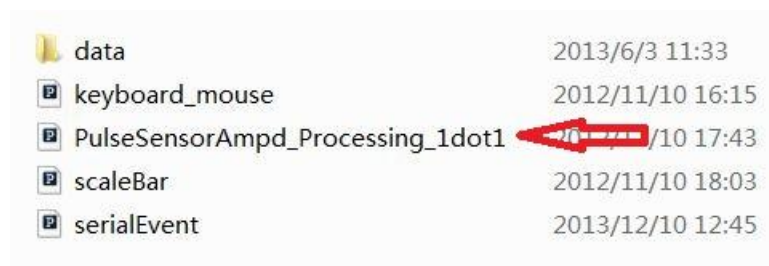 data 2013/6/3 11:33
keyboard_mouse 2012/11/10 16:15
PulseSensorAmpd_Processing_1dot1 /10 17:43
scaleBar 2012/11/10 18:03
serialEvent 2013/12/10 12:45